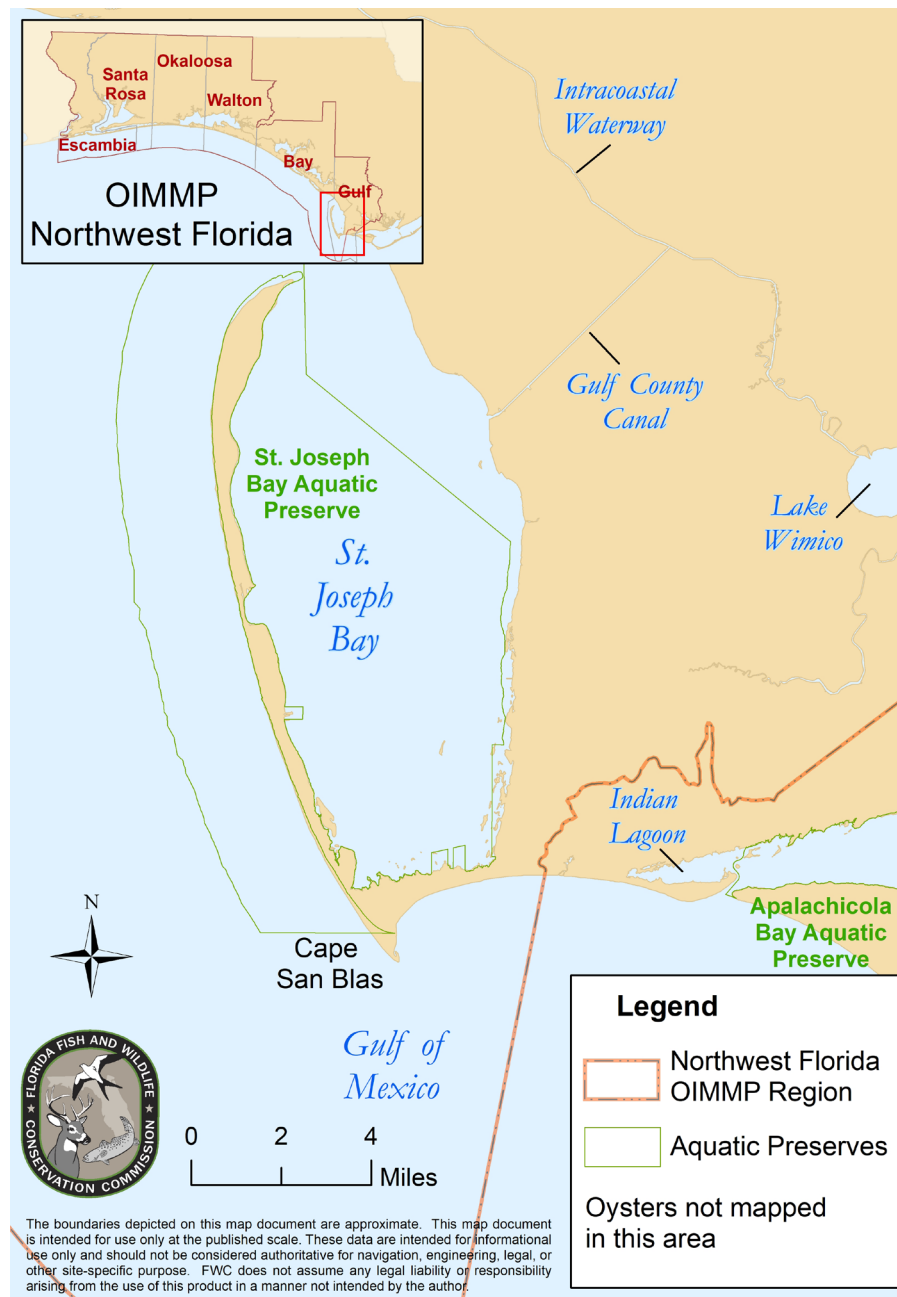 Okaloosa
Santa
Rosa
Walton
Escambia
Bay
Gulf
OIMMP
Northwest Florida
Intracoastal
Waterway
Gulf County
Canal
St. Joseph
Bay Aquatic
Preserve
Lake
Wimico
St.
Joseph
Bay
Indian
Lagoon
Apalachicola
Bay Aquatic
Preserve
N
Cape
San Blas
Gulf of
Mexico
FLORIDA FISH AND WILDLIFE
CONSERVATION COMMISSION
0 2 4
Miles
Legend
Northwest Florida
OIMMP Region
Aquatic Preserves
Oysters not mapped
in this area
The boundaries depicted on this map document are approximate. This map document
is intended for use only at the published scale. These data are intended for informational
use only and should not be considered authoritative for navigation, engineering, legal, or
other site-specific purpose. FWC does not assume any legal liability or responsibility
arising from the use of this product in a manner not intended by the author.